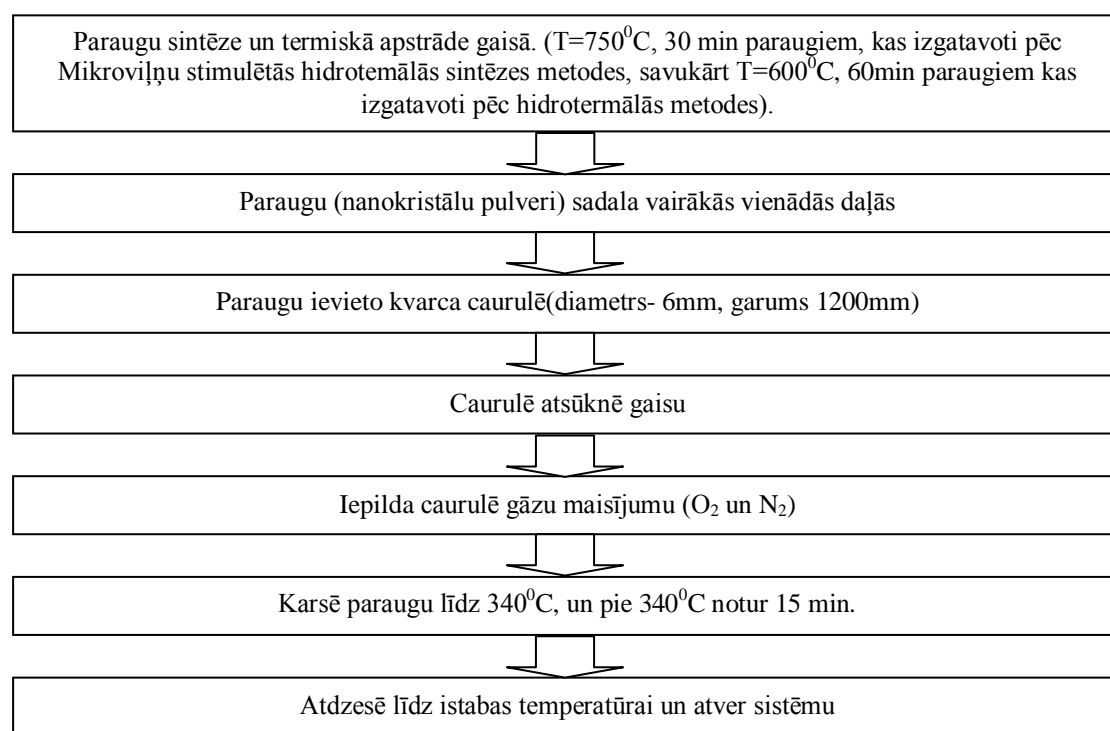 Paraugu sintēze un termiskā apstrāde gaisā. (T=750⁰C, 30 min paraugiem, kas izgatavoti pēc
Mikroviļņu stimulētās hidrotemālās sintēzes metodes, savukārt T=600⁰C, 60min paraugiem kas
izgatavoti pēc hidrotermālās metodes).
Paraugu (nanokristālu pulveri) sadala vairākās vienādās daļās
Paraugu ievieto kvarca caurulē(diametrs- 6mm, garums 1200mm)
Caurulē atsūknē gaisu
Iepilda caurulē gāzu maisījumu (O₂ un N₂)
Karsē paraugu līdz 340⁰C, un pie 340⁰C notur 15 min.
Atdzesē līdz istabas temperatūrai un atver sistēmu